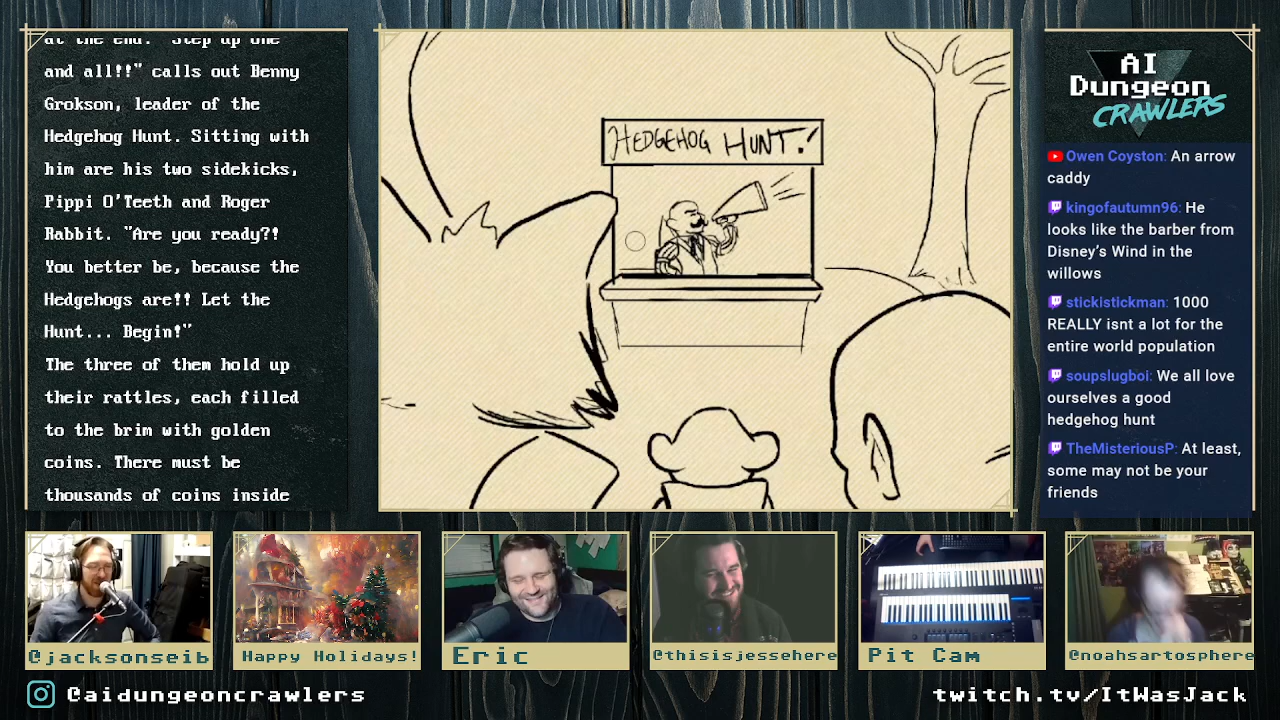 at the end. "Step up one
and all!!" calls out Benny
Grokson, leader of the
Hedgehog Hunt. Sitting with
him are his two sidekicks,
Pippi O'Teeth and Roger
Rabbit. "Are you ready?!
You better be, because the
Hedgehogs are!! Let the
Hunt... Begin!"
The three of them hold up
their rattles, each filled
to the brim with golden
coins. There must be
thousands of coins inside
HEDGEHOG HUNT!
AI
Dungeon
CRAWLERS
Owen Coyston: An arrow
caddy
kingofautumn96: He
looks like the barber from
Disney's Wind in the
willows
stickistickman: 1000
REALLY isnt a lot for the
entire world population
soupslugboi: We all love
ourselves a good
hedgehog hunt
TheMisteriousP: At least,
some may not be your
friends
@jacksonseib
Happy Holidays!
Eric
@thisisjessehere
Pit Cam
@noahsartosphere
@aidungeoncrawlers
twitch.tv/ItWasJack